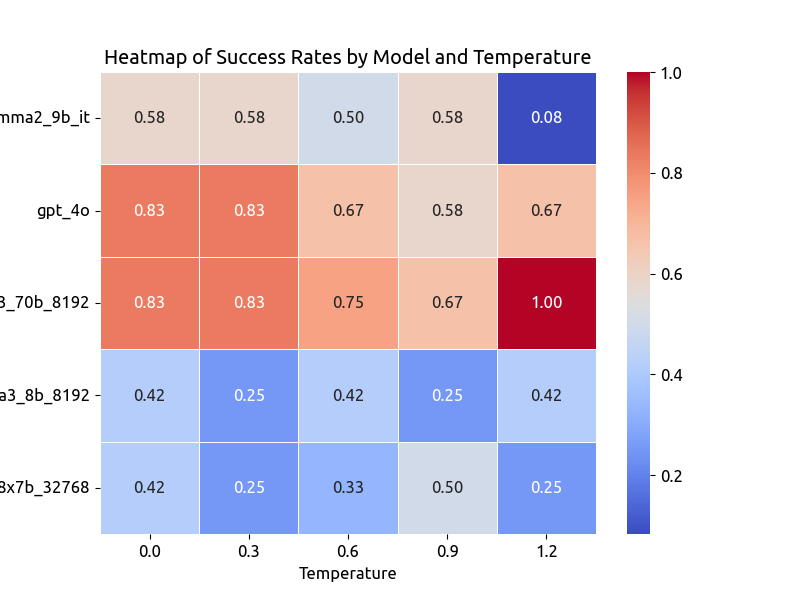 Heatmap of Success Rates by Model and Temperature
mma2_9b_it 0.58 0.58 0.50 0.58 0.08
gpt_4o 0.83 0.83 0.67 0.58 0.67
3_70b_8192 0.83 0.83 0.75 0.67 1.00
a3_8b_8192 0.42 0.25 0.42 0.25 0.42
8x7b_32768 0.42 0.25 0.33 0.50 0.25
0.0 0.3 0.6 0.9 1.2
Temperature
1.0
0.8
0.6
0.4
0.2